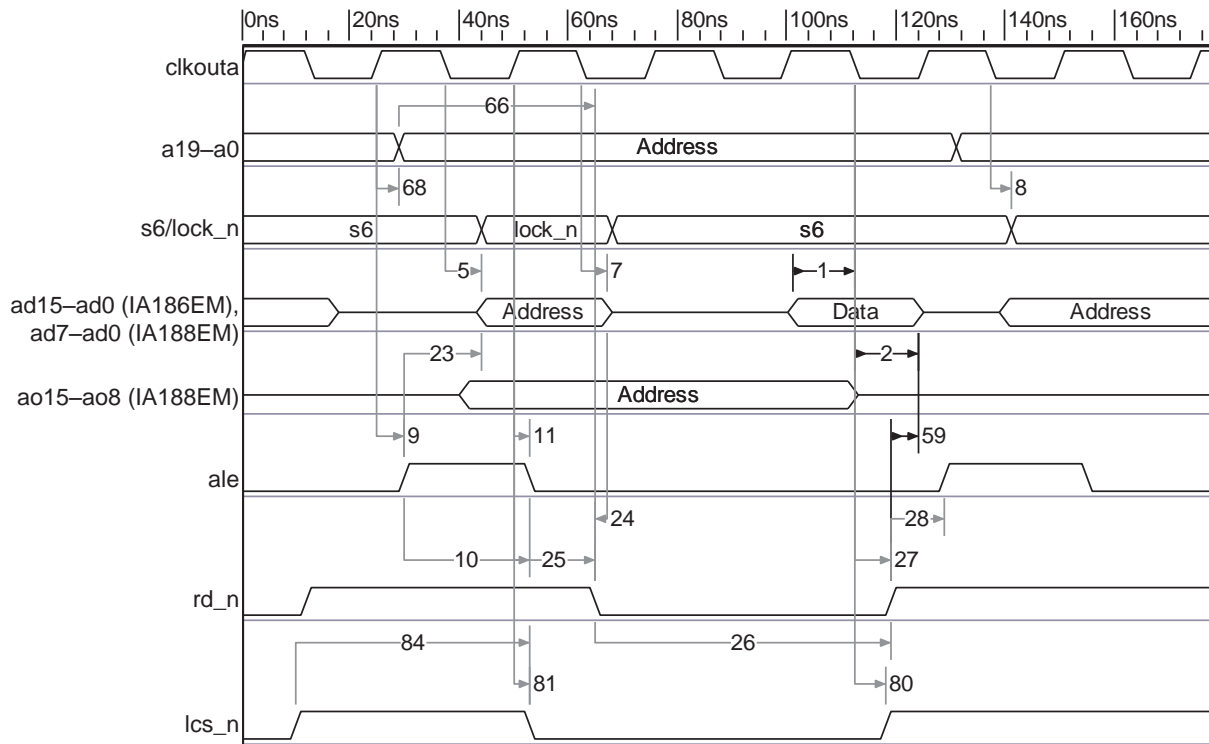 0ns 20ns 40ns 60ns 80ns 100ns 120ns 140ns 160ns
clkouta
66
a19–a0 Address
68 8
s6/lock_n s6 lock_n s6
5 7 1
ad15–ad0 (IA186EM), Address Data Address
ad7–ad0 (IA188EM)
23 2
ao15–ao8 (IA188EM) Address
9 11 59
ale
24 28
10 25 27
rd_n
84 26
81 80
lcs_n